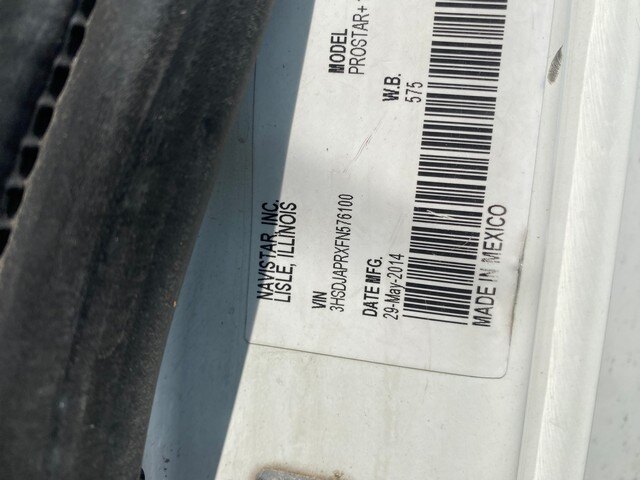 NAVISTAR, INC.
LISLE, ILLINOIS
VIN
3HSDJAPRXFN576100
MODEL
PROSTAR+
DATE MFG.
29-May-2014
W.B.
575
MADE IN MEXICO